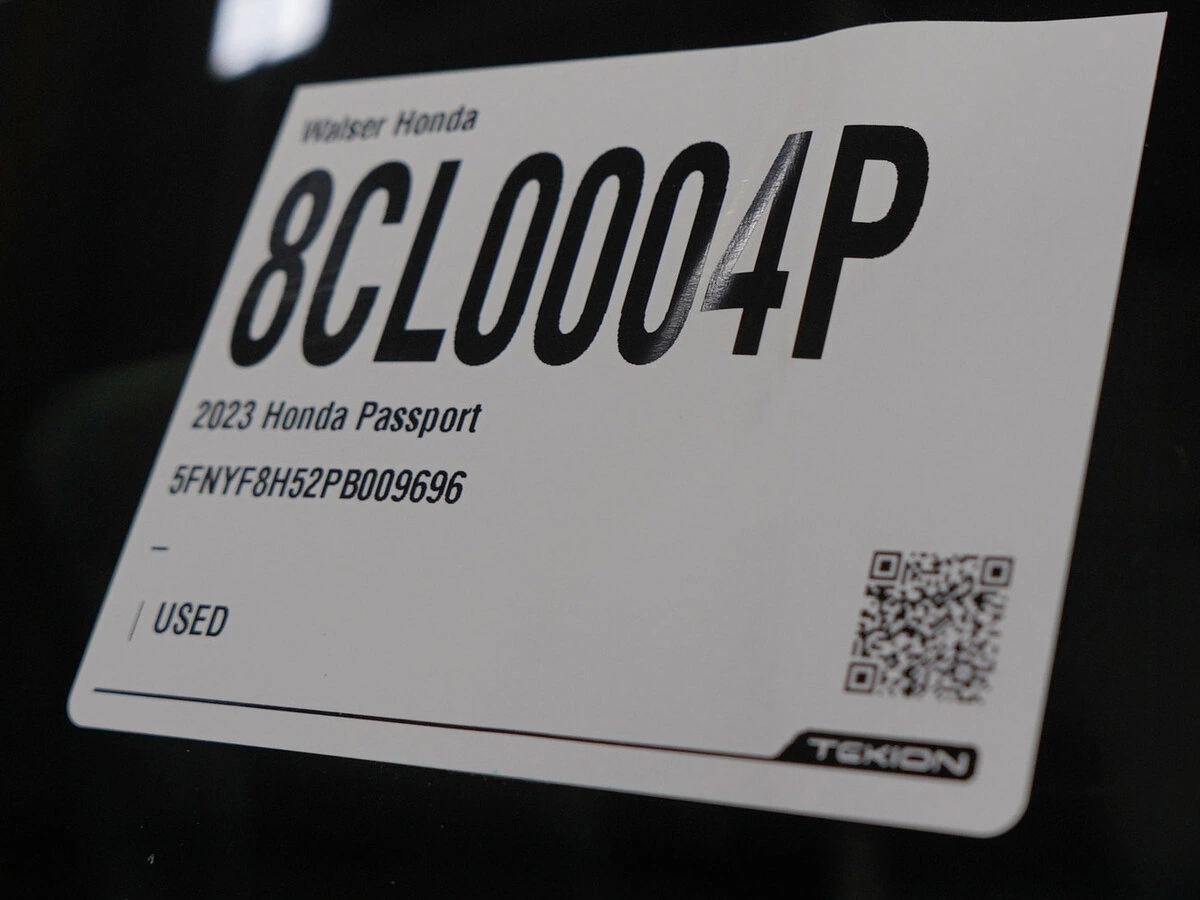 Walser Honda
8CL0004P
2023 Honda Passport
5FNYF8H52PB009696
–
USED
TEKION